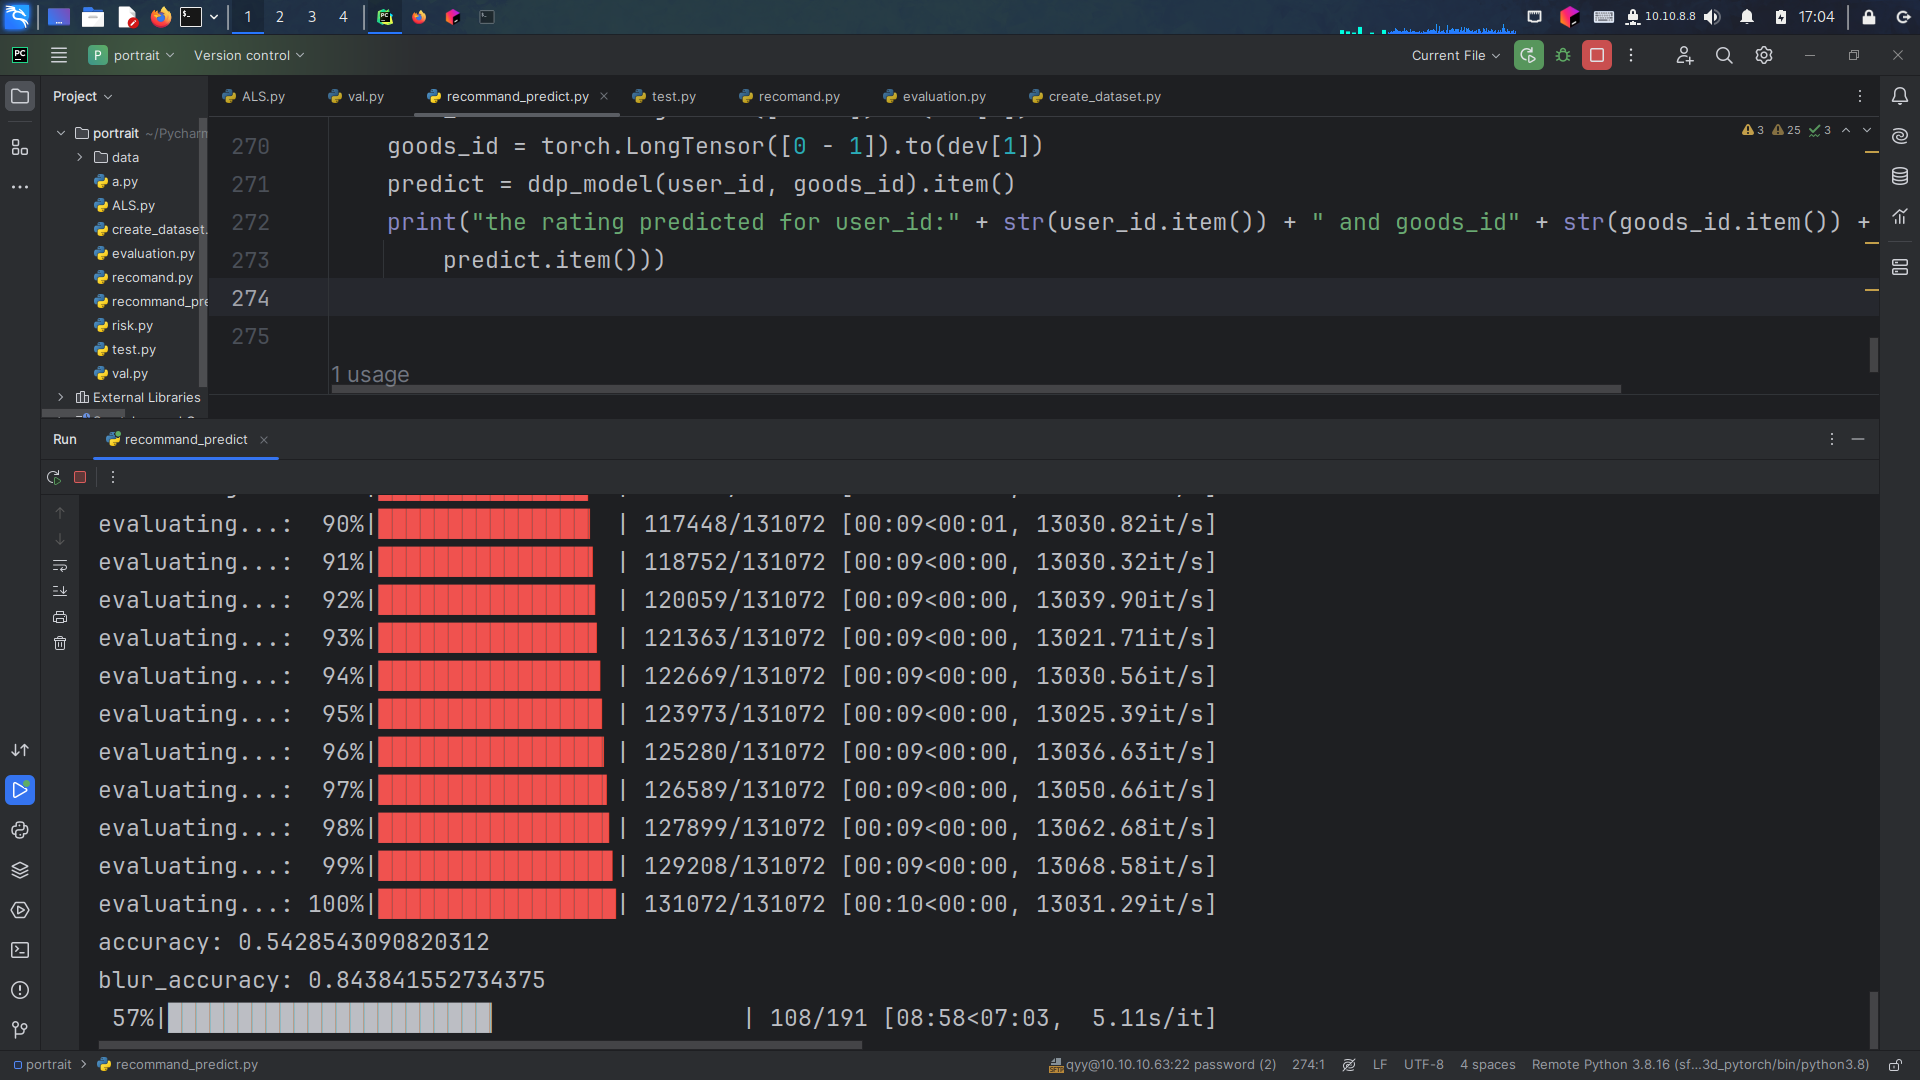 1 2 3 4
10.10.8.8 17:04
PC P portrait Version control Current File
Project ALS.py val.py recommand_predict.py test.py recomand.py evaluation.py create_dataset.py
portrait ~/Pycharm
data
a.py
ALS.py
create_dataset.
evaluation.py
recomand.py
recommand_pre
risk.py
test.py
val.py
External Libraries
3 25 3
270 goods_id = torch.LongTensor([0 - 1]).to(dev[1])
271 predict = ddp_model(user_id, goods_id).item()
272 print("the rating predicted for user_id:" + str(user_id.item()) + " and goods_id" + str(goods_id.item()) +
273 predict.item()))
274
275
1 usage
Run recommand_predict
evaluating...: 90%| | 117448/131072 [00:09<00:01, 13030.82it/s]
evaluating...: 91%| | 118752/131072 [00:09<00:00, 13030.32it/s]
evaluating...: 92%| | 120059/131072 [00:09<00:00, 13039.90it/s]
evaluating...: 93%| | 121363/131072 [00:09<00:00, 13021.71it/s]
evaluating...: 94%| | 122669/131072 [00:09<00:00, 13030.56it/s]
evaluating...: 95%| | 123973/131072 [00:09<00:00, 13025.39it/s]
evaluating...: 96%| | 125280/131072 [00:09<00:00, 13036.63it/s]
evaluating...: 97%| | 126589/131072 [00:09<00:00, 13050.66it/s]
evaluating...: 98%| | 127899/131072 [00:09<00:00, 13062.68it/s]
evaluating...: 99%| | 129208/131072 [00:09<00:00, 13068.58it/s]
evaluating...: 100%| | 131072/131072 [00:10<00:00, 13031.29it/s]
accuracy: 0.5428543090820312
blur_accuracy: 0.843841552734375
57%| | 108/191 [08:58<07:03, 5.11s/it]
portrait recommand_predict.py qyy@10.10.10.63:22 password (2) 274:1 LF UTF-8 4 spaces Remote Python 3.8.16 (sf...3d_pytorch/bin/python3.8)